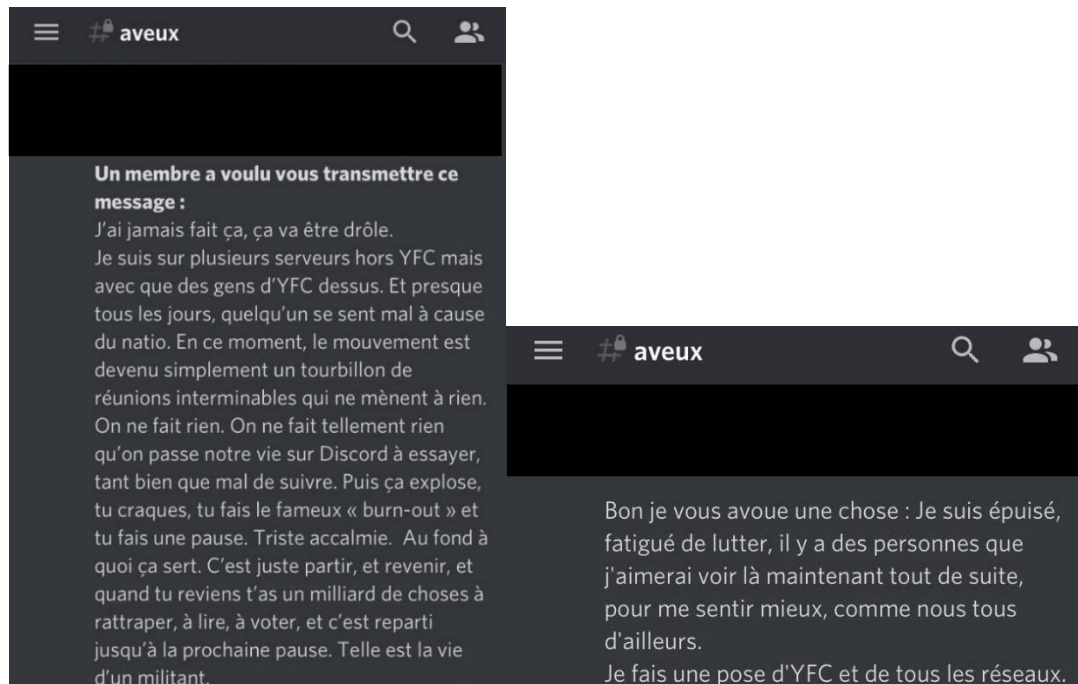 aveux
Un membre a voulu vous transmettre ce
message :
J'ai jamais fait ça, ça va être drôle.
Je suis sur plusieurs serveurs hors YFC mais
avec que des gens d'YFC dessus. Et presque
tous les jours, quelqu'un se sent mal à cause
du natio. En ce moment, le mouvement est
devenu simplement un tourbillon de
réunions interminables qui ne mènent à rien.
On ne fait rien. On ne fait tellement rien
qu'on passe notre vie sur Discord à essayer,
tant bien que mal de suivre. Puis ça explose,
tu craques, tu fais le fameux « burn-out » et
tu fais une pause. Triste accalmie. Au fond à
quoi ça sert. C'est juste partir, et revenir, et
quand tu reviens t'as un milliard de choses à
rattraper, à lire, à voter, et c'est reparti
jusqu'à la prochaine pause. Telle est la vie
d'un militant.
aveux
Bon je vous avoue une chose : Je suis épuisé,
fatigué de lutter, il y a des personnes que
j'aimerai voir là maintenant tout de suite,
pour me sentir mieux, comme nous tous
d'ailleurs.
Je fais une pose d'YFC et de tous les réseaux.